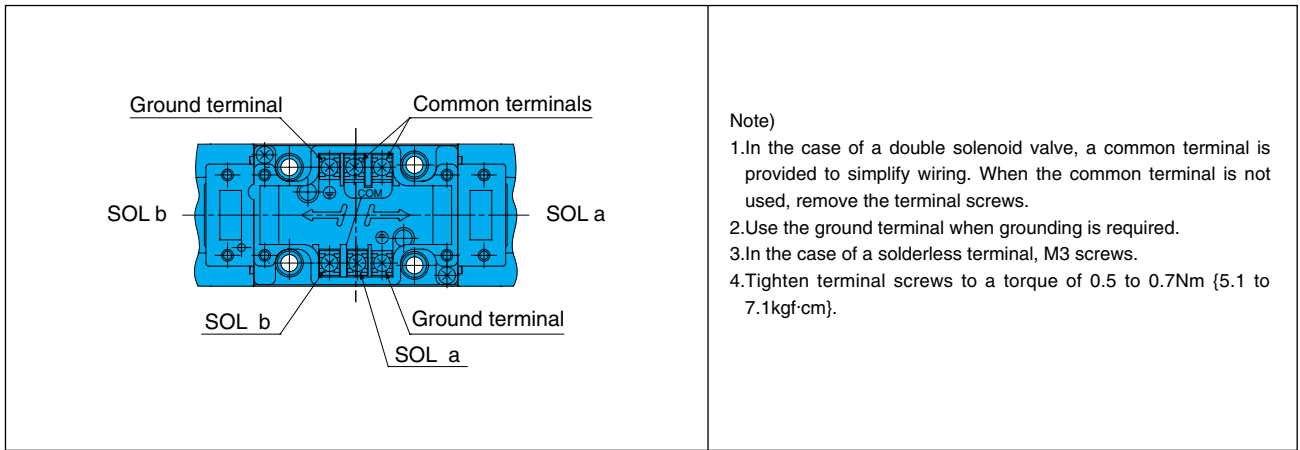 Ground terminal
Common terminals
COM
SOL b
SOL a
SOL b
Ground terminal
SOL a
Note)
1.In the case of a double solenoid valve, a common terminal is
provided to simplify wiring. When the common terminal is not
used, remove the terminal screws.
2.Use the ground terminal when grounding is required.
3.In the case of a solderless terminal, M3 screws.
4.Tighten terminal screws to a torque of 0.5 to 0.7Nm {5.1 to
7.1kgf·cm}.